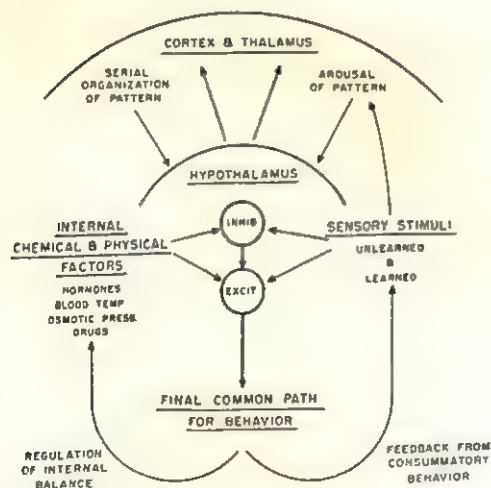 CORTEX & THALAMUS
SERIAL
ORGANIZATION
OF PATTERN
AROUSAL
OF PATTERN
HYPOTHALAMUS
INTERNAL
CHEMICAL & PHYSICAL
FACTORS
HORMONES
BLOOD TEMP
OSMOTIC PRESS.
DRUGS
INHIB
EXCIT
SENSORY STIMULI
UNLEARNED
&
LEARNED
FINAL COMMON PATH
FOR BEHAVIOR
REGULATION
OF INTERNAL
BALANCE
FEEDBACK FROM
CONSUMMATORY
BEHAVIOR